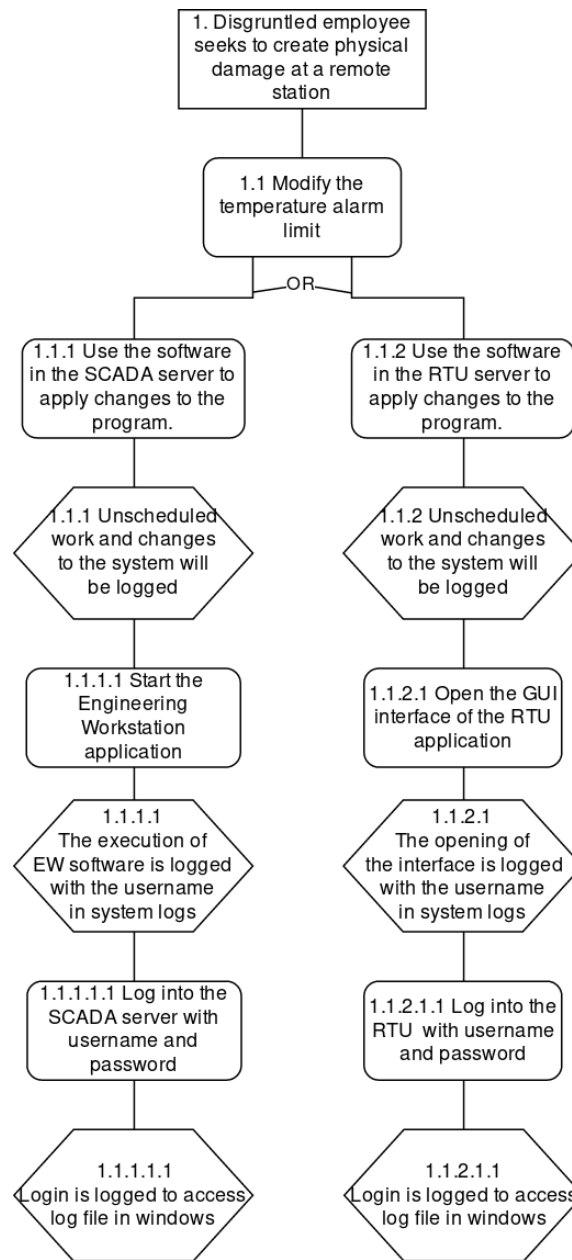 1. Disgruntled employee
seeks to create physical
damage at a remote
station
1.1 Modify the
temperature alarm
limit
OR
1.1.1 Use the software
in the SCADA server to
apply changes to the
program.
1.1.2 Use the software
in the RTU server to
apply changes to the
program.
1.1.1 Unscheduled
work and changes
to the system will
be logged
1.1.2 Unscheduled
work and changes
to the system will
be logged
1.1.1.1 Start the
Engineering
Workstation
application
1.1.2.1 Open the GUI
interface of the RTU
application
1.1.1.1
The execution of
EW software is logged
with the username
in system logs
1.1.2.1
The opening of
the interface is logged
with the username
in system logs
1.1.1.1.1 Log into the
SCADA server with
username and
password
1.1.2.1.1 Log into the
RTU with username
and password
1.1.1.1.1
Login is logged to access
log file in windows
1.1.2.1.1
Login is logged to access
log file in windows